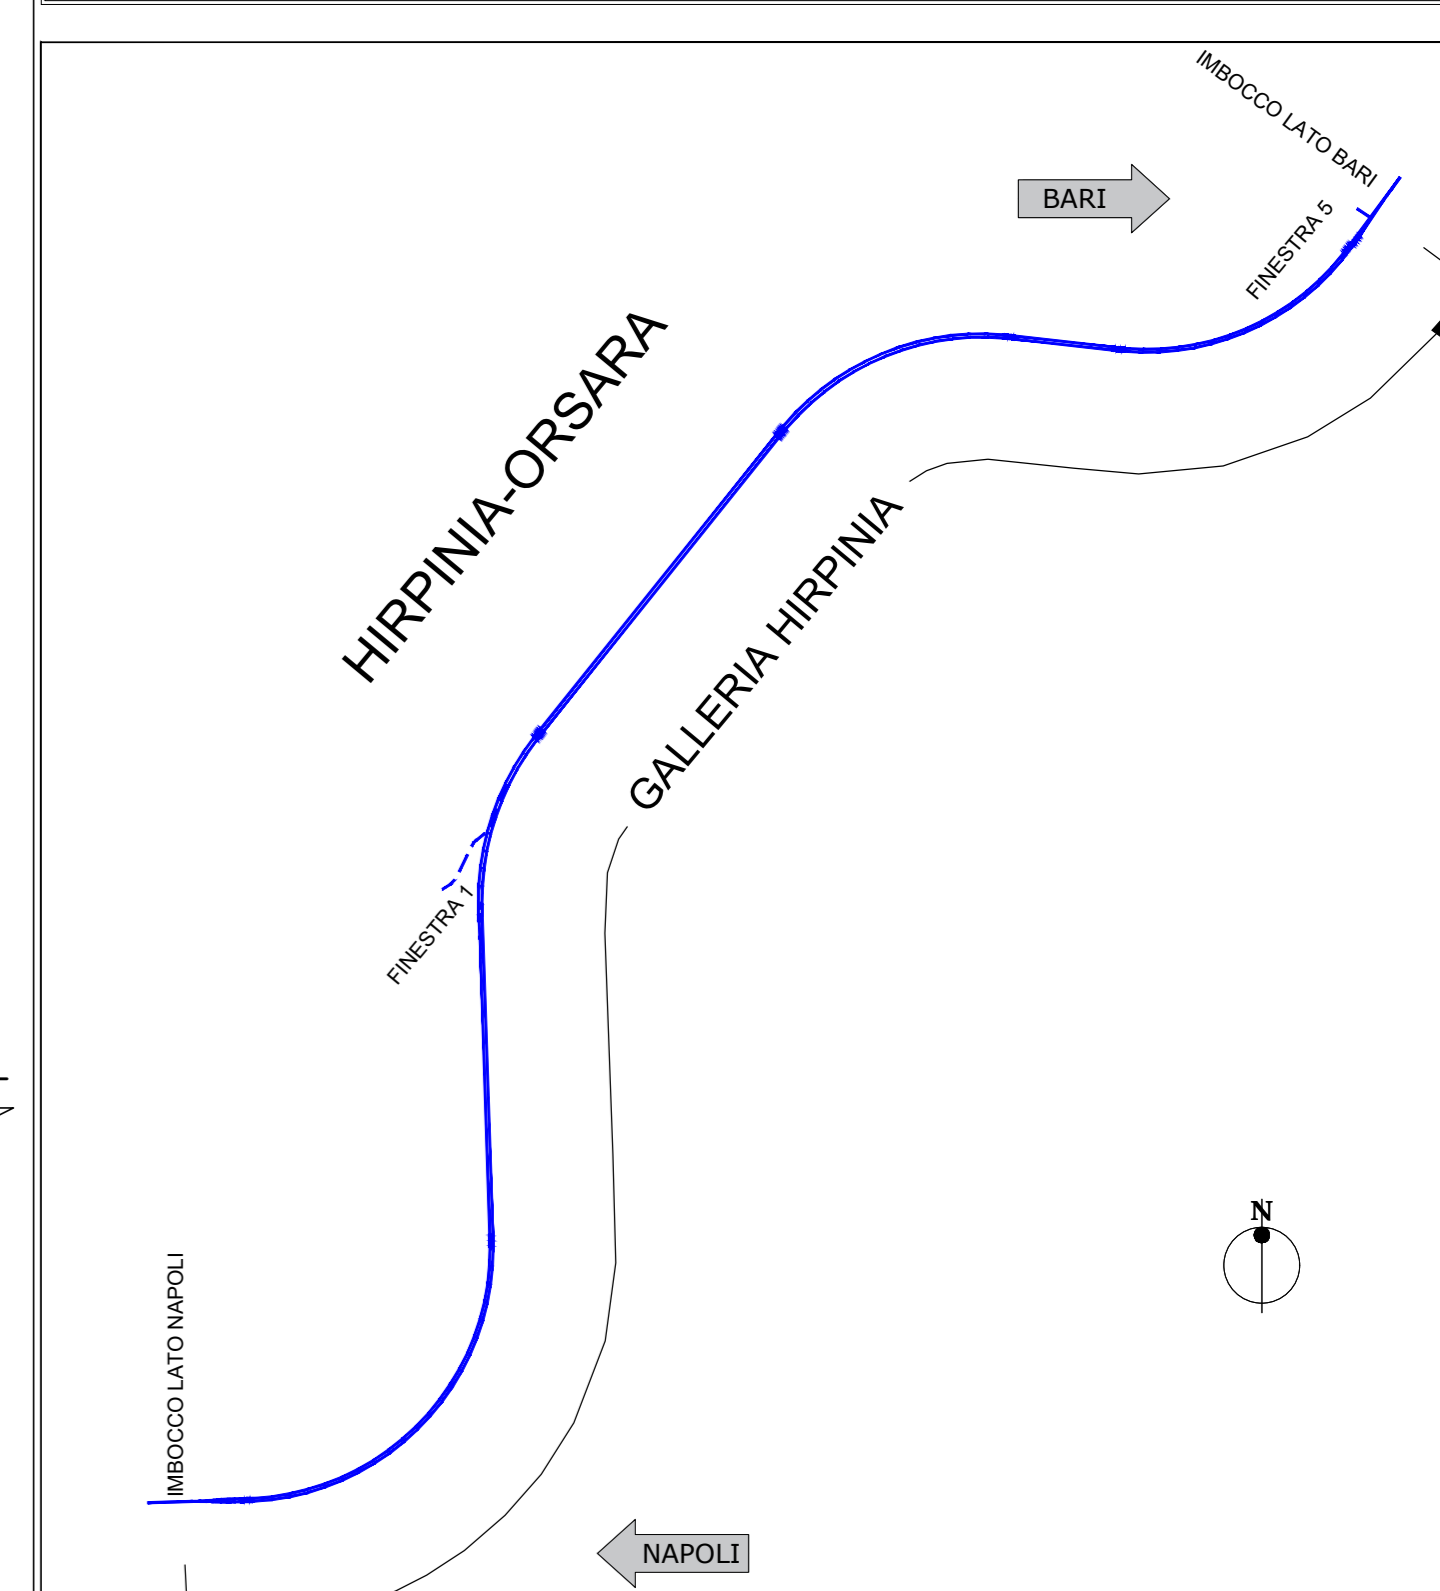 IMBOCCO LATO BARI
BARI
FINESTRA 5
HIRPINIA-ORSARA
GALLERIA HIRPINIA
FINESTRA 1
N
IMBOCCO LATO NAPOLI
NAPOLI